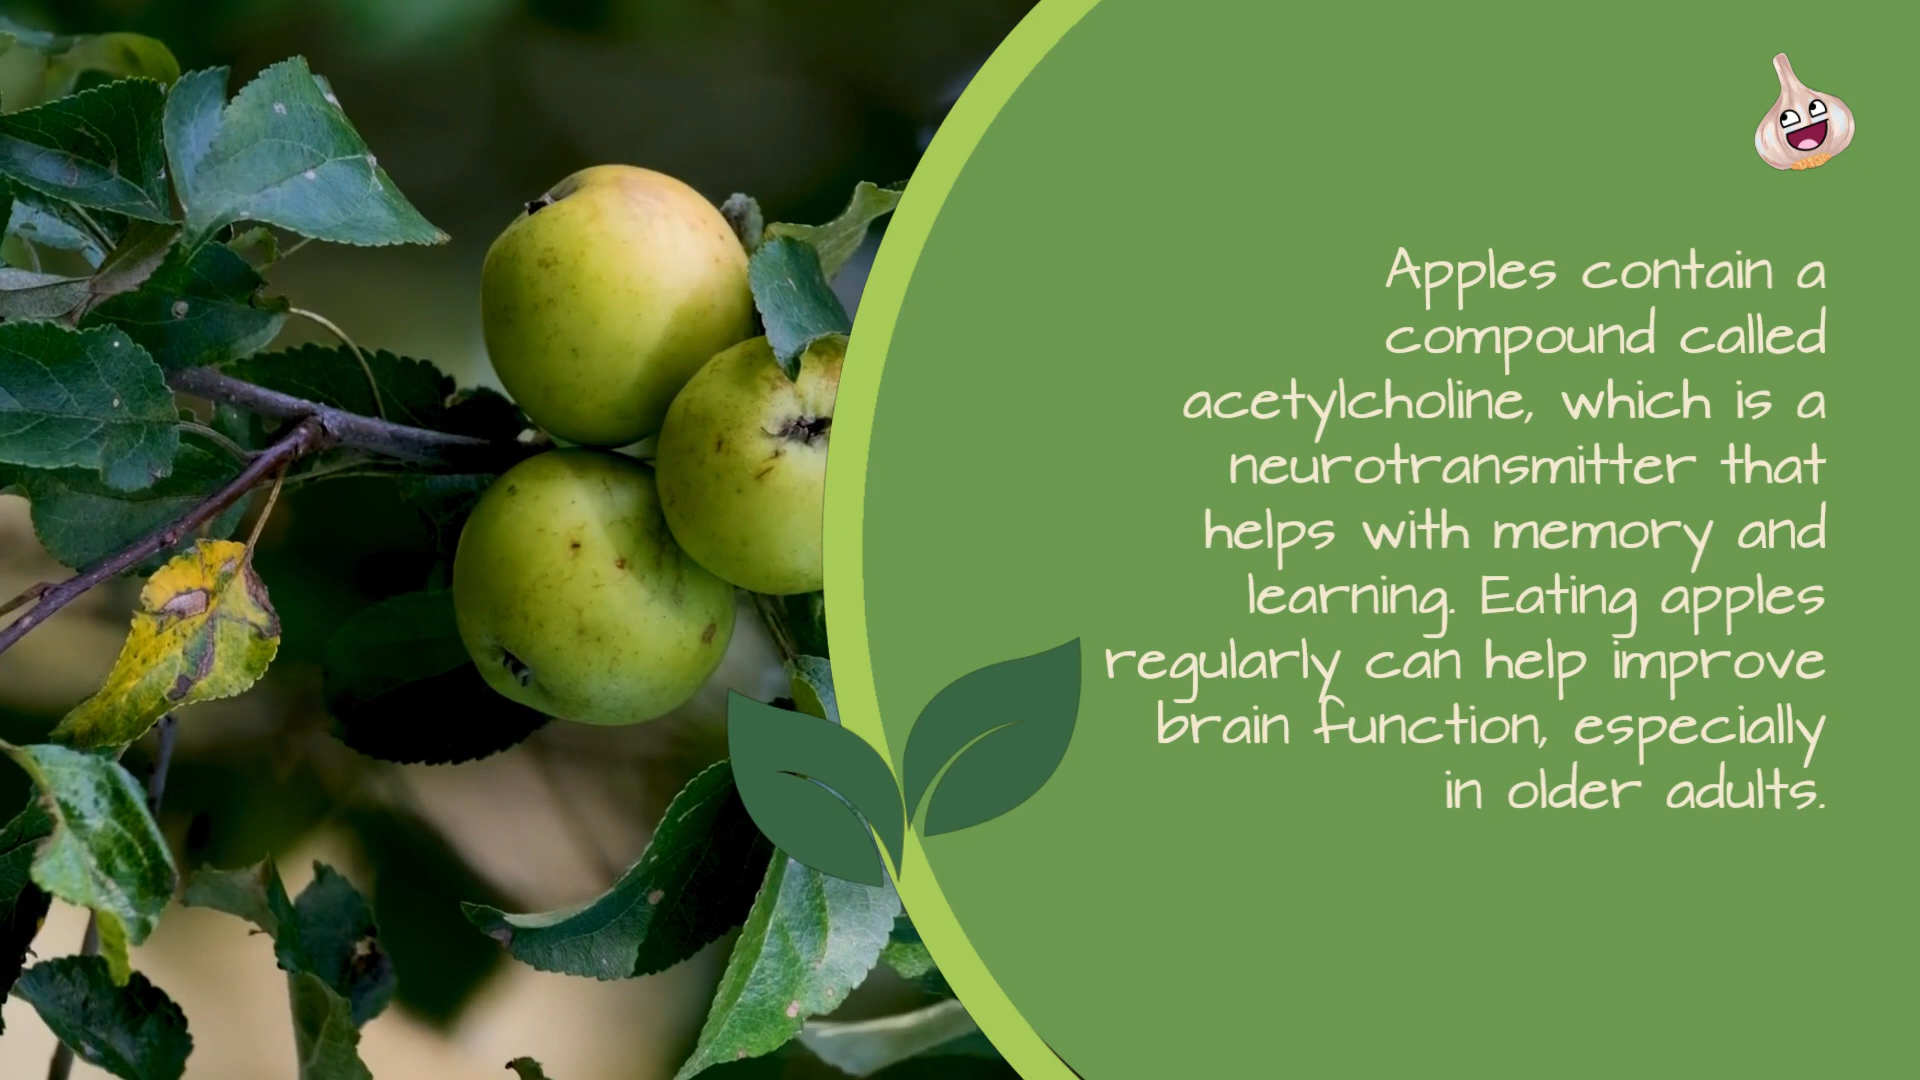 Apples contain a
compound called
acetylcholine, which is a
neurotransmitter that
helps with memory and
learning. Eating apples
regularly can help improve
brain function, especially
in older adults.